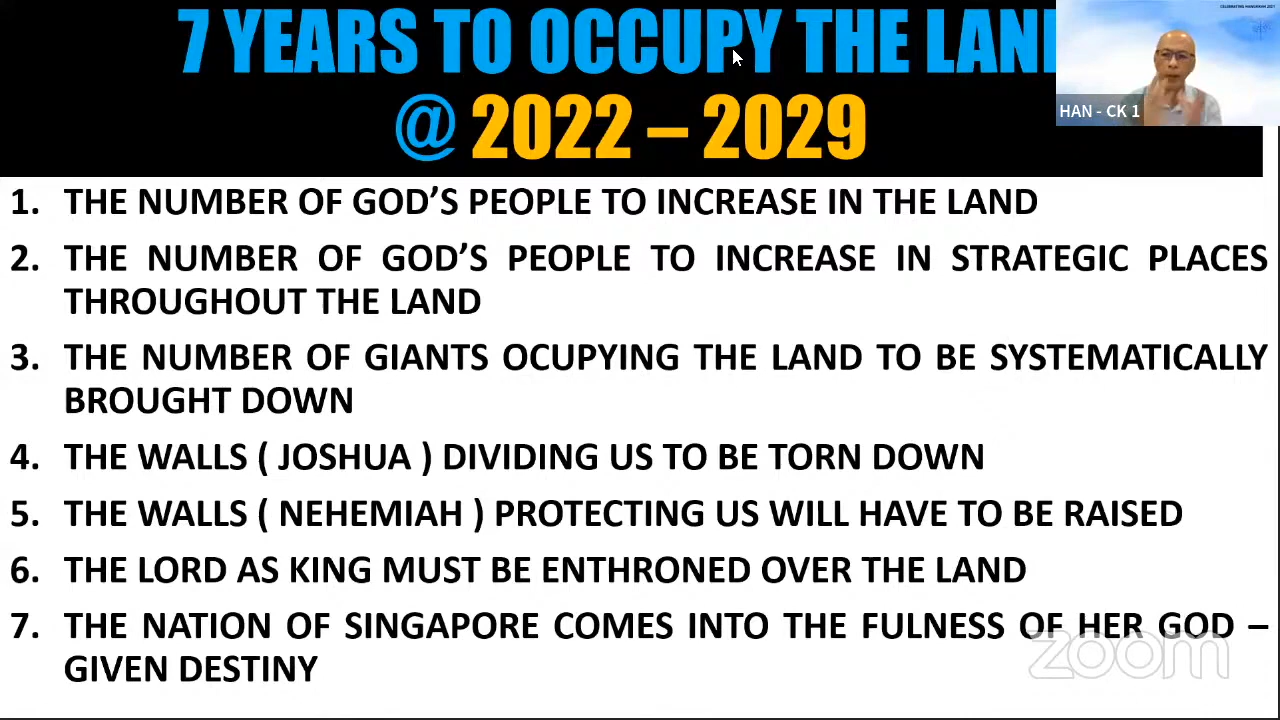 7 YEARS TO OCCUPY THE LAN
@ 2022 – 2029
CELEBRATING HANUKKAH 2021
HAN - CK 1
1. THE NUMBER OF GOD’S PEOPLE TO INCREASE IN THE LAND
2. THE NUMBER OF GOD’S PEOPLE TO INCREASE IN STRATEGIC PLACES
THROUGHOUT THE LAND
3. THE NUMBER OF GIANTS OCUPYING THE LAND TO BE SYSTEMATICALLY
BROUGHT DOWN
4. THE WALLS ( JOSHUA ) DIVIDING US TO BE TORN DOWN
5. THE WALLS ( NEHEMIAH ) PROTECTING US WILL HAVE TO BE RAISED
6. THE LORD AS KING MUST BE ENTHRONED OVER THE LAND
7. THE NATION OF SINGAPORE COMES INTO THE FULNESS OF HER GOD –
GIVEN DESTINY
zoom